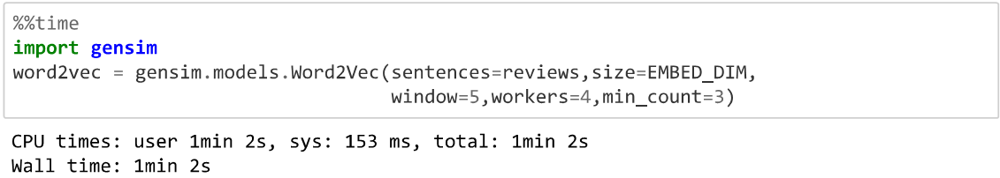 %%time
import gensim
word2vec = gensim.models.Word2Vec(sentences=reviews,size=EMBED_DIM,
window=5,workers=4,min_count=3)
CPU times: user 1min 2s, sys: 153 ms, total: 1min 2s
Wall time: 1min 2s